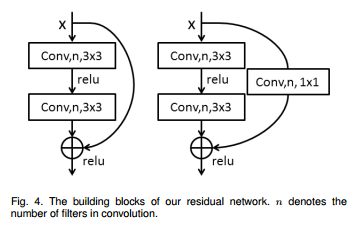 x x
Conv,n,3x3 Conv,n,3x3
relu relu Conv,n, 1x1
Conv,n,3x3 Conv,n,3x3
relu relu
Fig. 4. The building blocks of our residual network. n denotes the
number of filters in convolution.